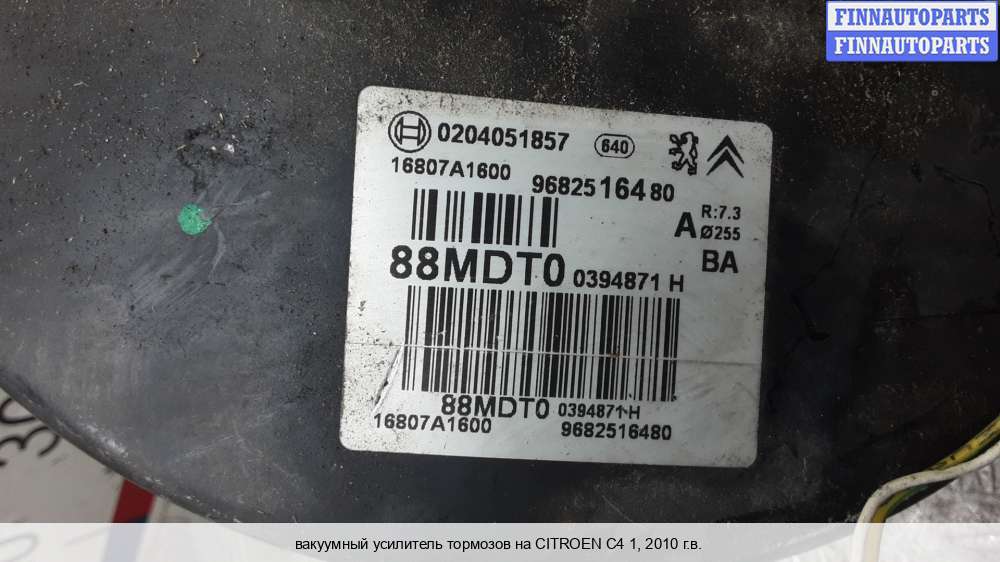 FINNAUTOPARTS
FINNAUTOPARTS
0204051857 640
16807A1600 9682516480
A R:7.3
Ø255
BA
88MDT0 0394871 H
88MDT0 0394871 H
16807A1600 9682516480
вакуумный усилитель тормозов на CITROEN C4 1, 2010 г.в.